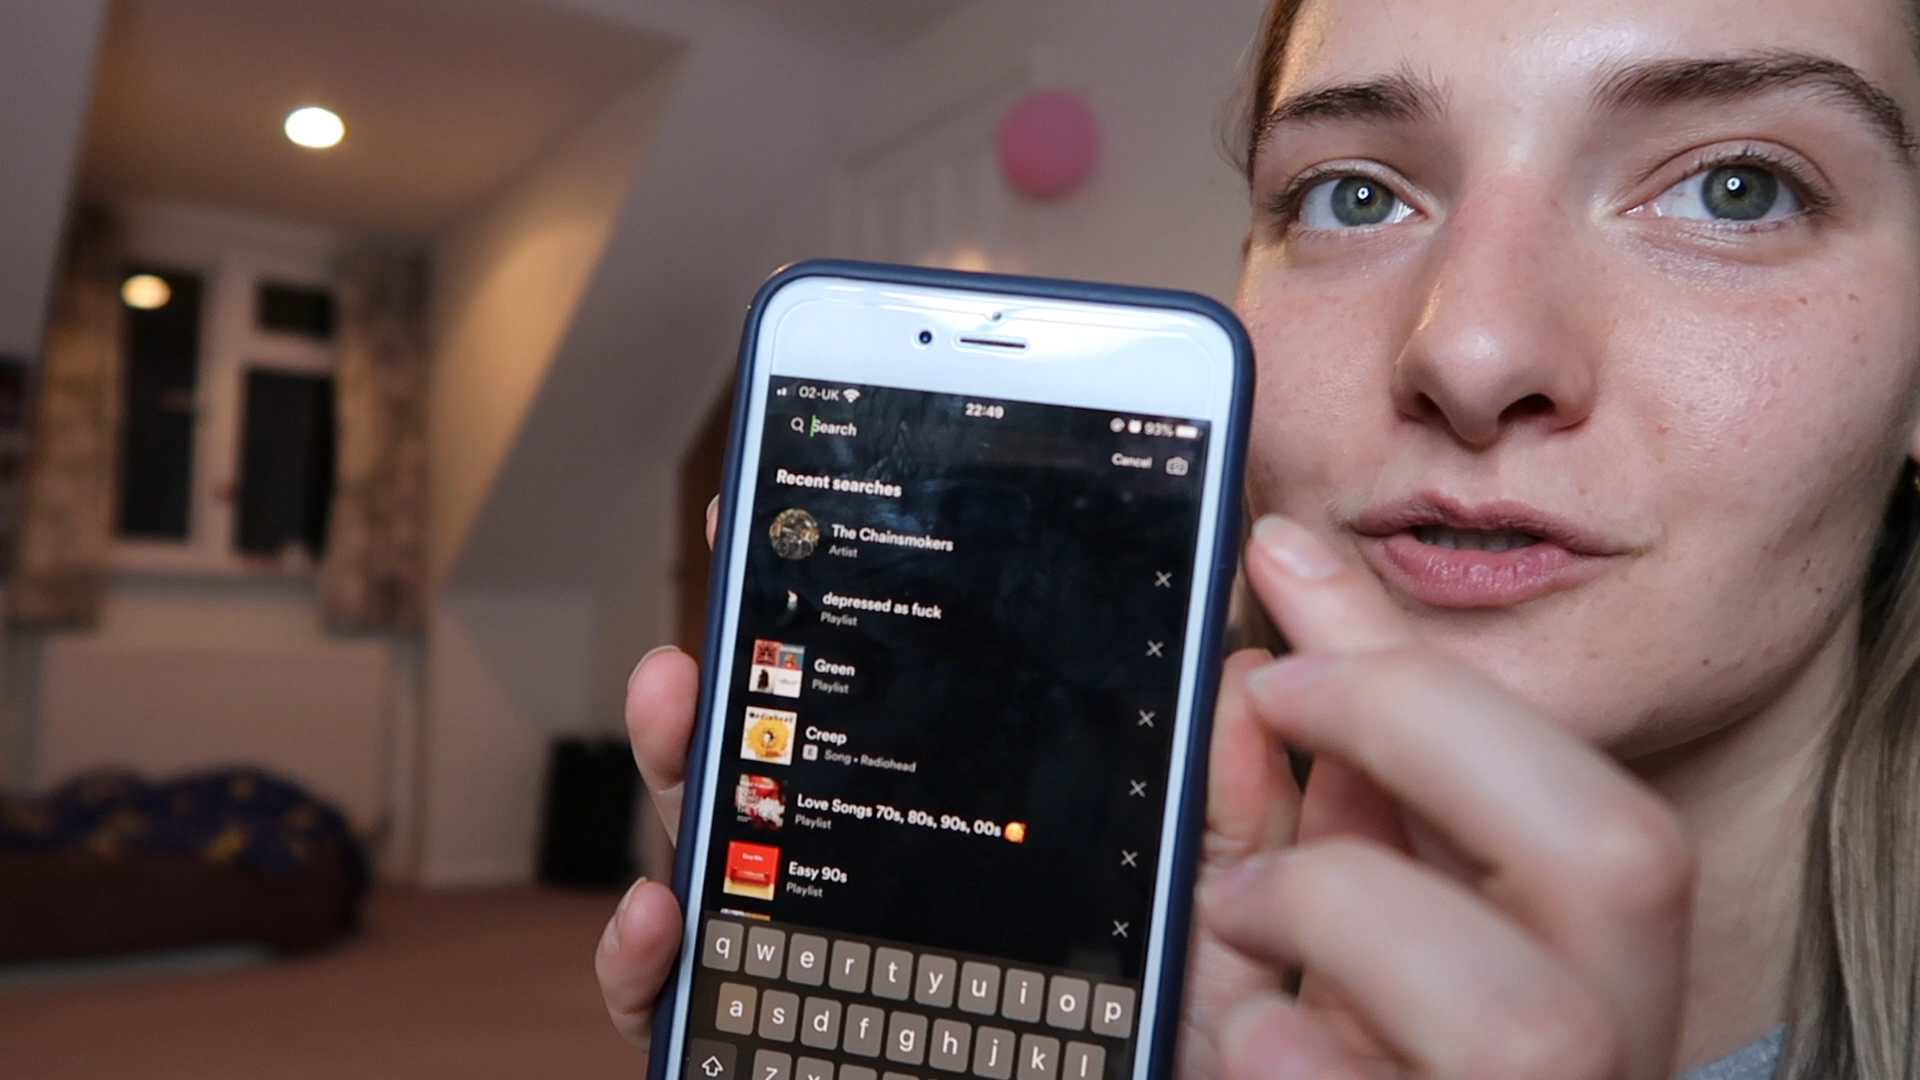 O2-UK
22:49
93%
Search
Cancel
Recent searches
The Chainsmokers
Artist
depressed as fuck
Playlist
Green
Playlist
Creep
E Song • Radiohead
Love Songs 70s, 80s, 90s, 00s 🥰
Playlist
Easy 90s
Playlist
q w e r t y u i o p
a s d f g h j k l
z x